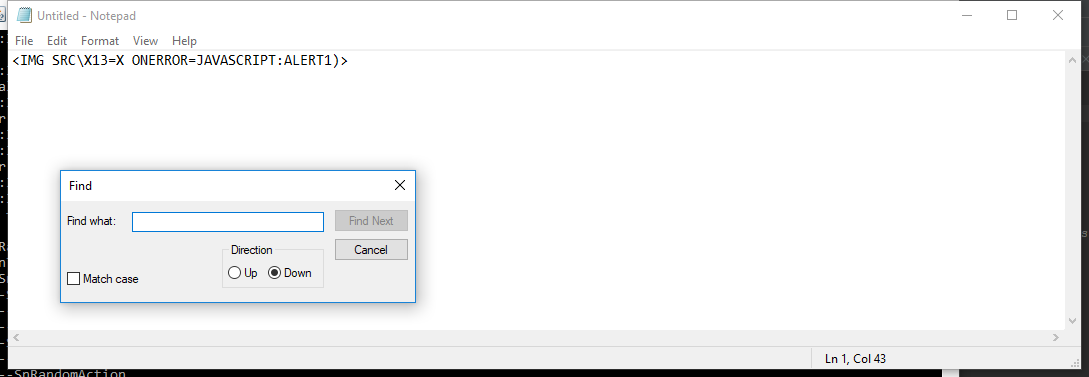 Untitled - Notepad
File Edit Format View Help
<IMG SRC\X13=X ONERROR=JAVASCRIPT:ALERT1)>
Find
Find what:
Find Next
Direction
Cancel
Up Down
Match case
Ln 1, Col 43
--SnRandomAction